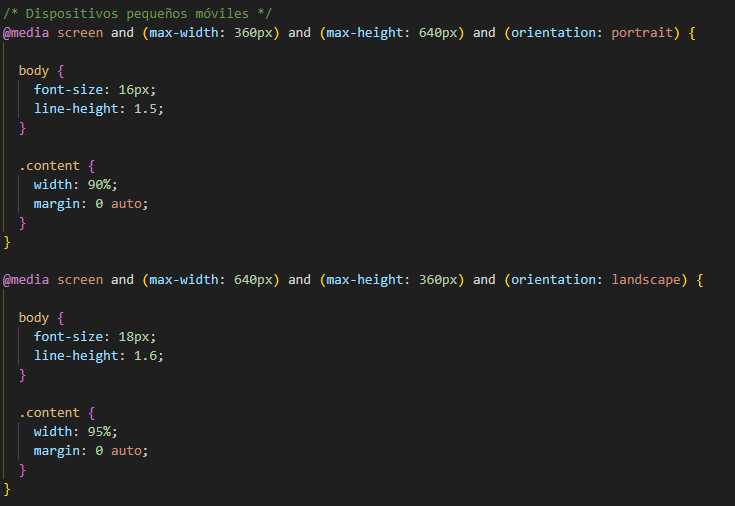 /* Dispositivos pequeños móviles */
@media screen and (max-width: 360px) and (max-height: 640px) and (orientation: portrait) {
body {
font-size: 16px;
line-height: 1.5;
}
.content {
width: 90%;
margin: 0 auto;
}
}
@media screen and (max-width: 640px) and (max-height: 360px) and (orientation: landscape) {
body {
font-size: 18px;
line-height: 1.6;
}
.content {
width: 95%;
margin: 0 auto;
}
}